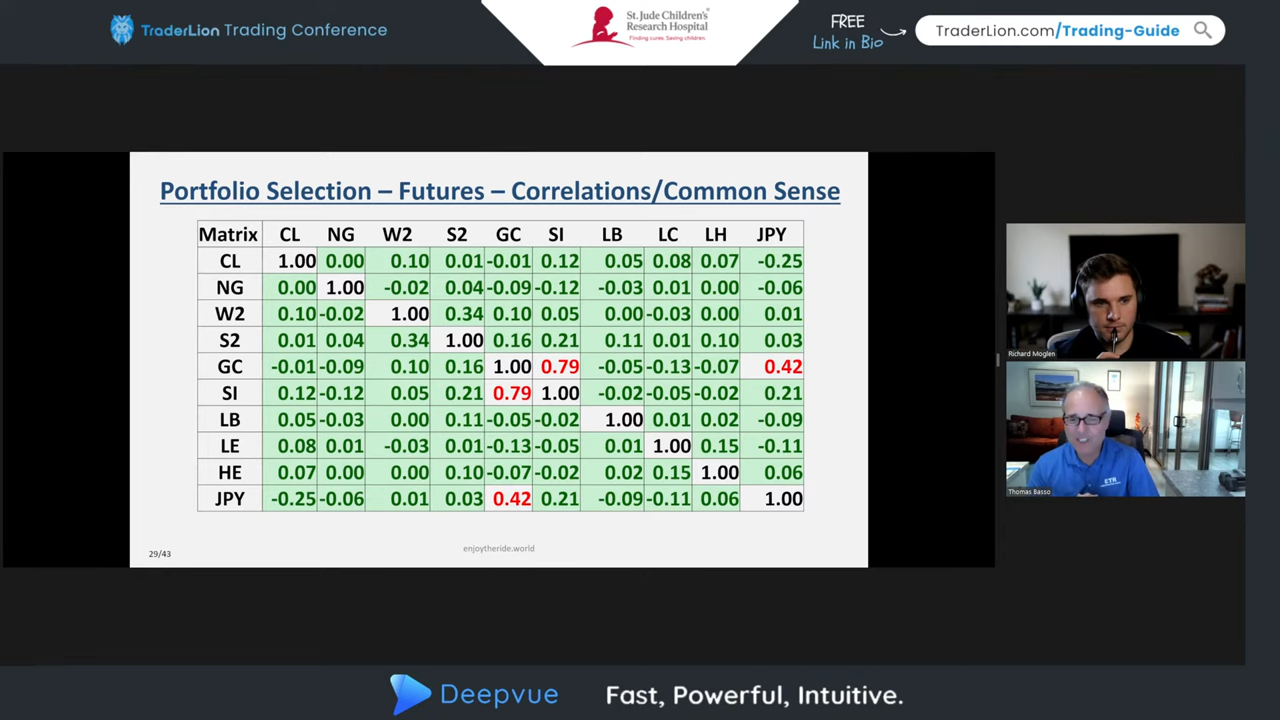 TraderLion Trading Conference
St. Jude Children's
Research Hospital
Finding cures. Saving children.
FREE
Link in Bio
TraderLion.com/Trading-Guide
Portfolio Selection – Futures – Correlations/Common Sense
Matrix CL NG W2 S2 GC SI LB LC LH JPY
CL 1.00 0.00 0.10 0.01 -0.01 0.12 0.05 0.08 0.07 -0.25
NG 0.00 1.00 -0.02 0.04 -0.09 -0.12 -0.03 0.01 0.00 -0.06
W2 0.10 -0.02 1.00 0.34 0.10 0.05 0.00 -0.03 0.00 0.01
S2 0.01 0.04 0.34 1.00 0.16 0.21 0.11 0.01 0.10 0.03
GC -0.01 -0.09 0.10 0.16 1.00 0.79 -0.05 -0.13 -0.07 0.42
SI 0.12 -0.12 0.05 0.21 0.79 1.00 -0.02 -0.05 -0.02 0.21
LB 0.05 -0.03 0.00 0.11 -0.05 -0.02 1.00 0.01 0.02 -0.09
LE 0.08 0.01 -0.03 0.01 -0.13 -0.05 0.01 1.00 0.15 -0.11
HE 0.07 0.00 0.00 0.10 -0.07 -0.02 0.02 0.15 1.00 0.06
JPY -0.25 -0.06 0.01 0.03 0.42 0.21 -0.09 -0.11 0.06 1.00
29/43
enjoytheride.world
Richard Moglen
ETR
Thomas Basso
Deepvue
Fast, Powerful, Intuitive.